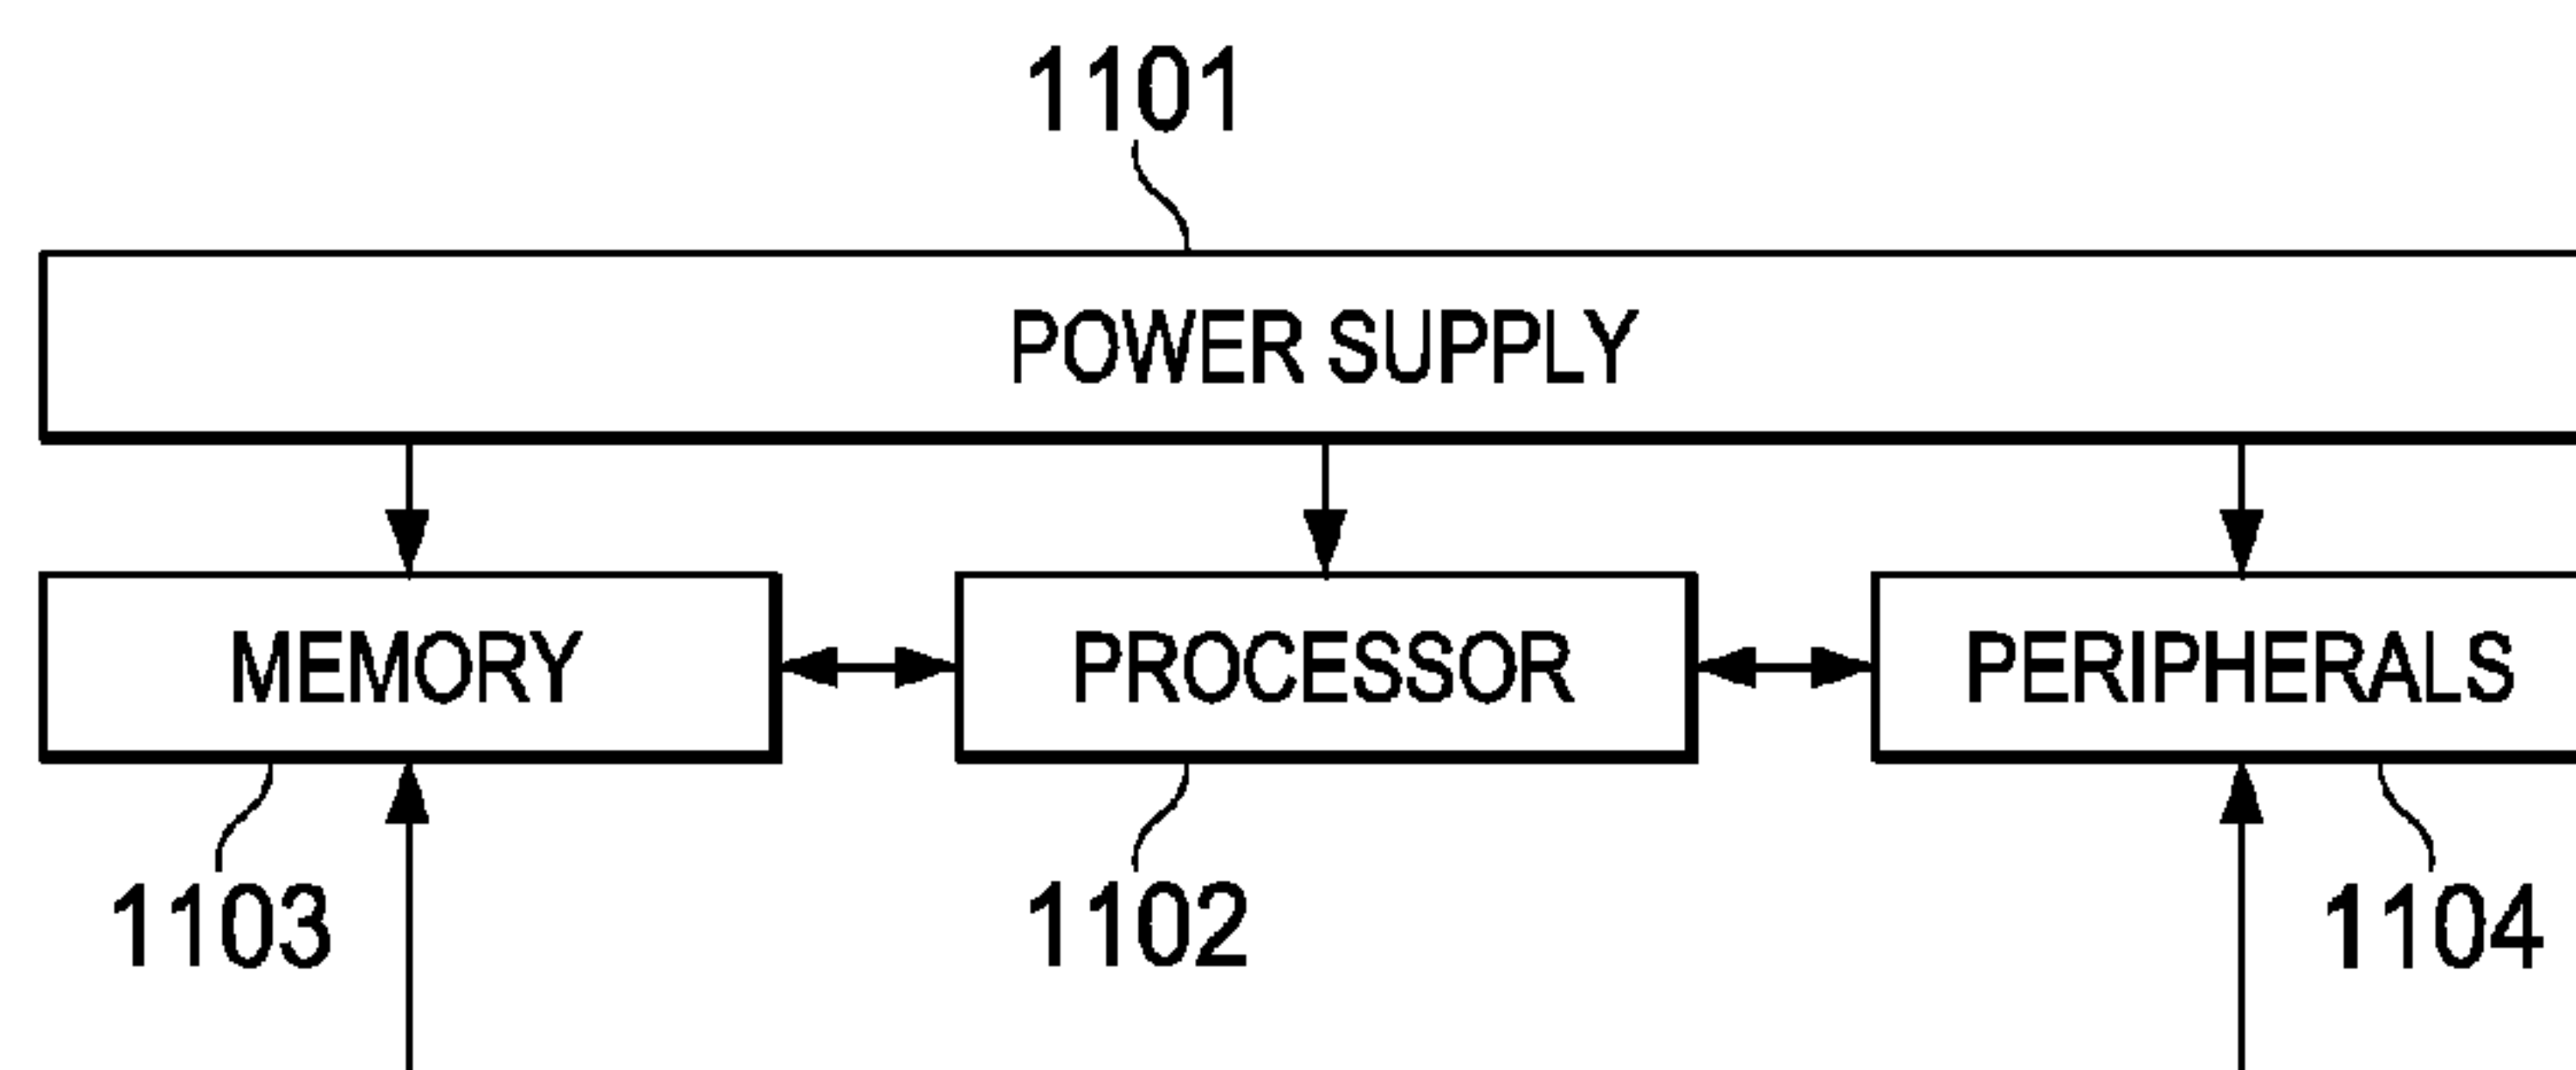 1101
POWER SUPPLY
MEMORY
PROCESSOR
PERIPHERALS
1103
1102
1104